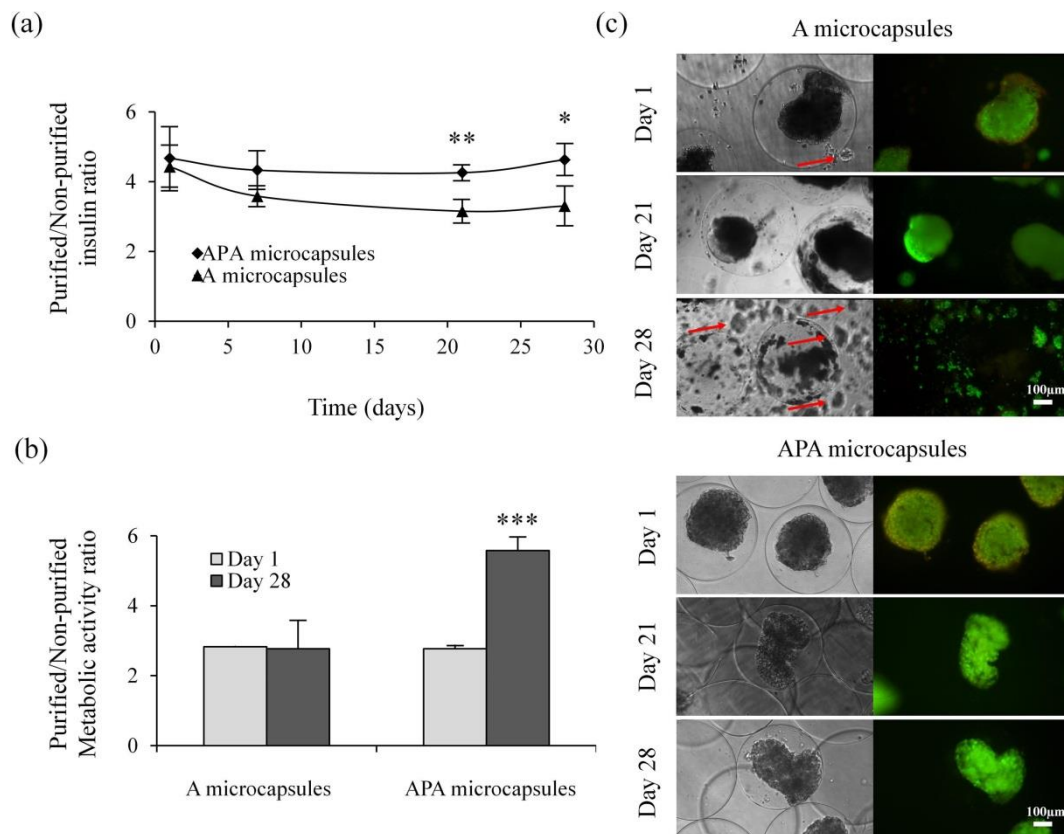 (a)
Purified/Non-purified
insulin ratio
6
4
2
0
**
*
APA microcapsules
A microcapsules
0 5 10 15 20 25 30
Time (days)
(b)
Purified/Non-purified
Metabolic activity ratio
6
4
2
0
***
Day 1
Day 28
A microcapsules APA microcapsules
(c)
A microcapsules
Day 1
Day 21
Day 28
100µm
APA microcapsules
Day 1
Day 21
Day 28
100µm